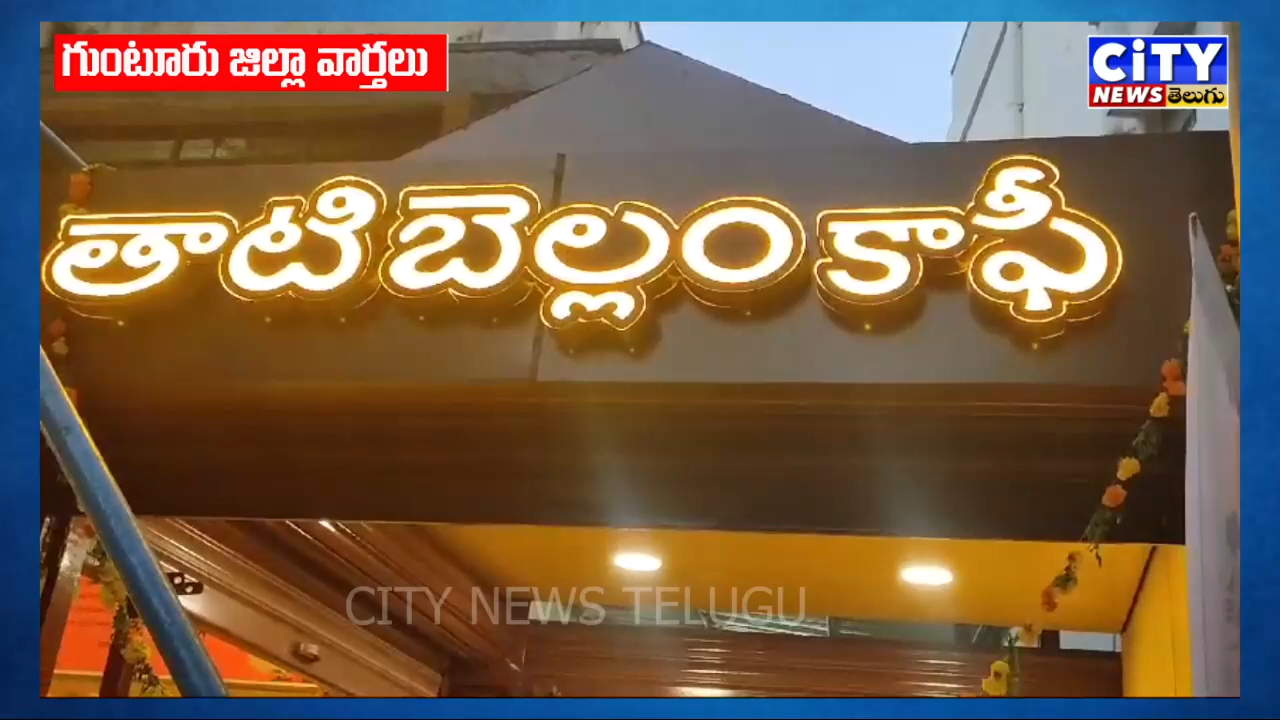 గుంటూరు జిల్లా వార్తలు
CiTY
NEWS తెలుగు
తాటి బెల్లం కాఫీ
CITY NEWS TELUGU